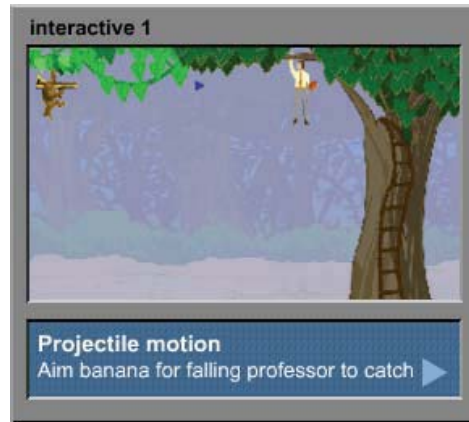 interactive 1
Projectile motion
Aim banana for falling professor to catch